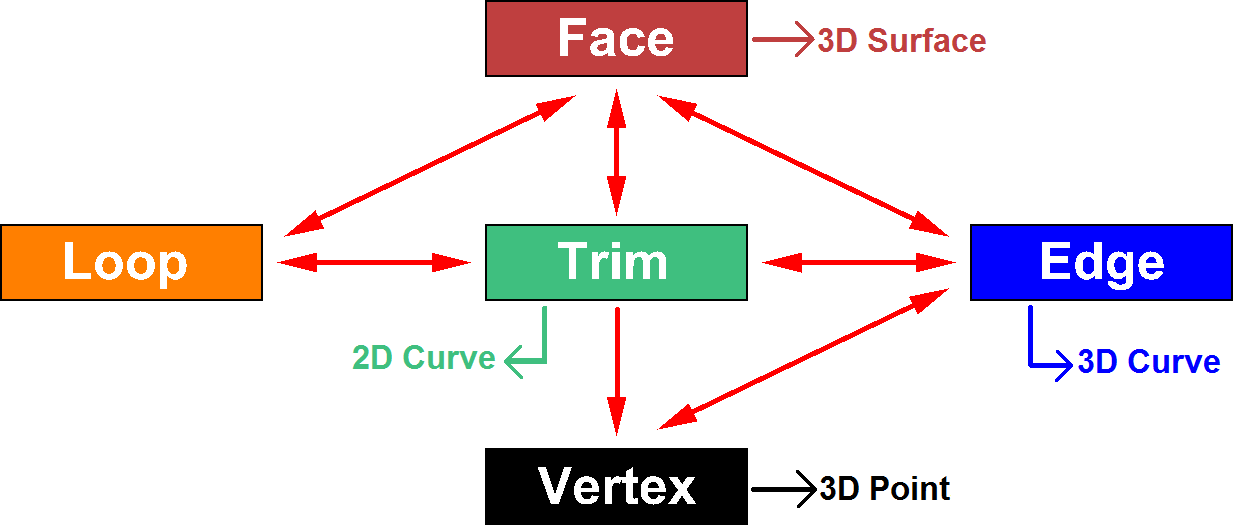 Face
3D Surface
Loop
Trim
Edge
2D Curve
3D Curve
Vertex
3D Point